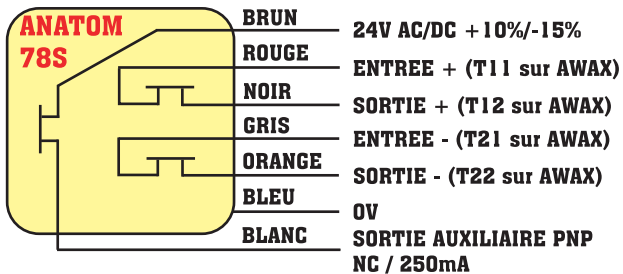 ANATOM
78S
BRUN 24V AC/DC +10%/-15%
ROUGE ENTREE + (T11 sur AWAX)
NOIR SORTIE + (T12 sur AWAX)
GRIS ENTREE - (T21 sur AWAX)
ORANGE SORTIE - (T22 sur AWAX)
BLEU 0V
BLANC SORTIE AUXILIAIRE PNP
NC / 250mA